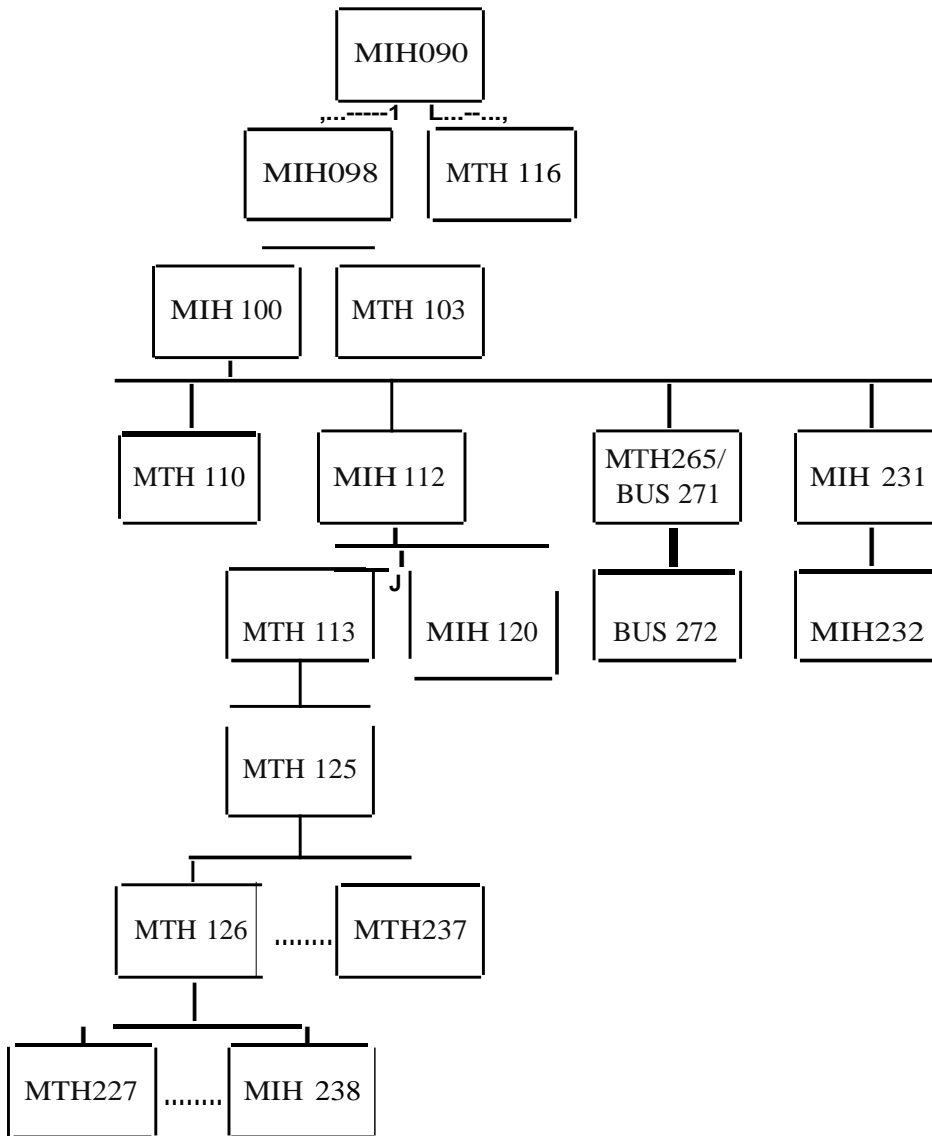 MIH090
MIH098
MTH 116
MIH 100
MTH 103
MTH 110
MIH 112
MTH265/
BUS 271
MIH 231
MTH 113
MIH 120
BUS 272
MIH232
MTH 125
MTH 126
MTH237
MTH227
MIH 238